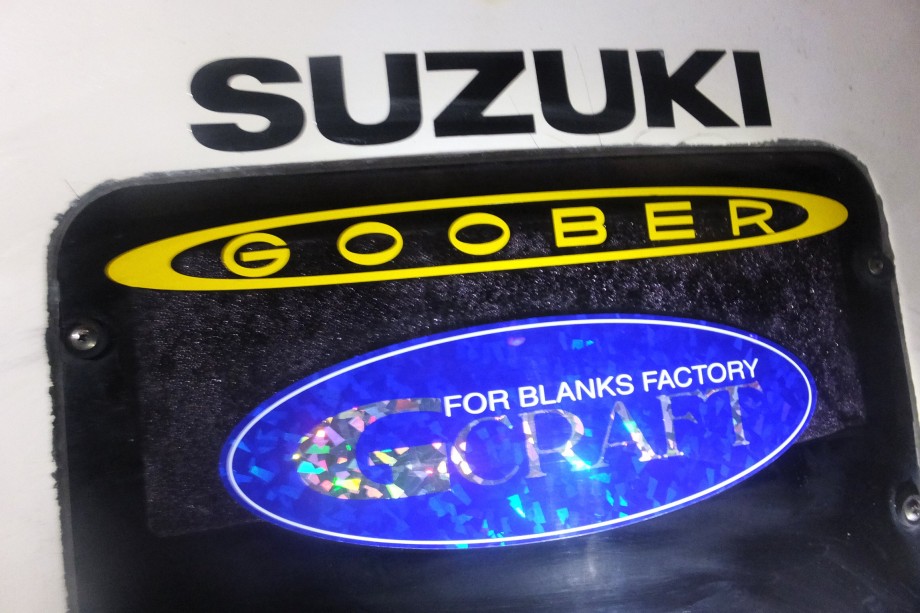 SUZUKI
GOOBER
FOR BLANKS FACTORY
GCRAFT